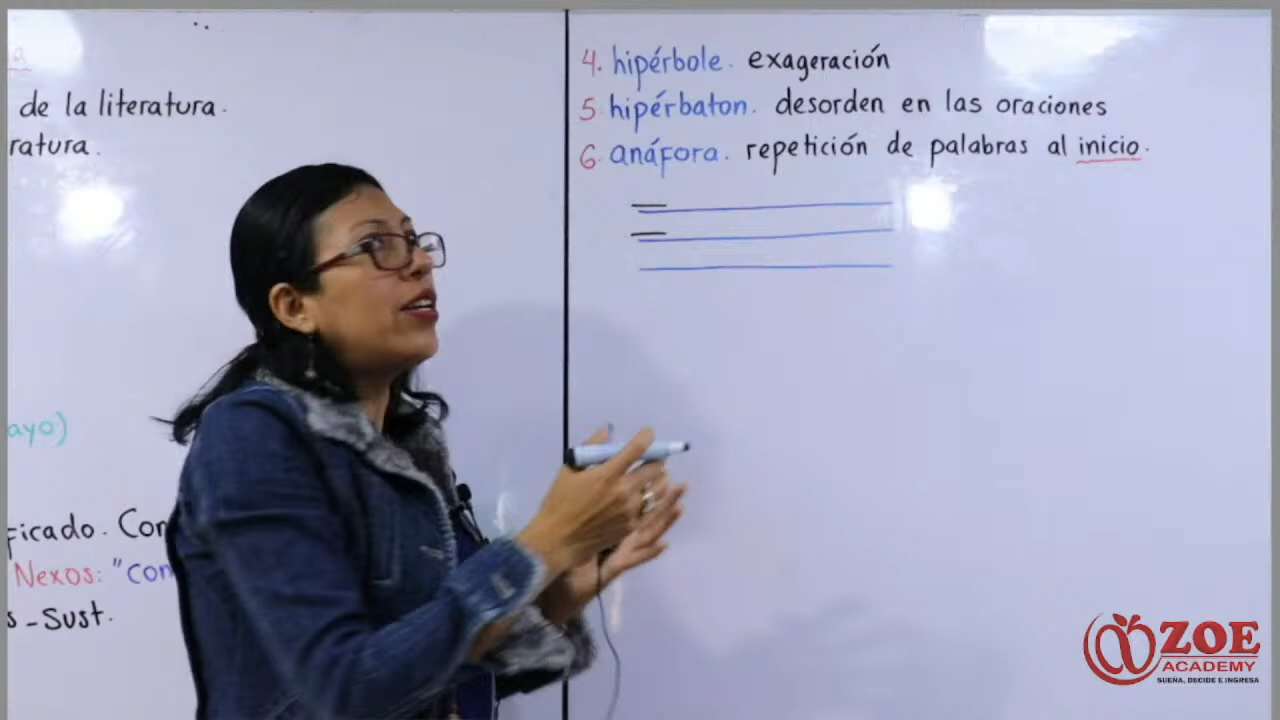 de la literatura.
ratura.
ayo)
ficado. Con
Nexos: "con
s - Sust.
4. hipérbole. exageración
5. hipérbaton. desorden en las oraciones
6. anáfora. repetición de palabras al inicio.
ZOE
ACADEMY
SUEÑA, DECIDE E INGRESA